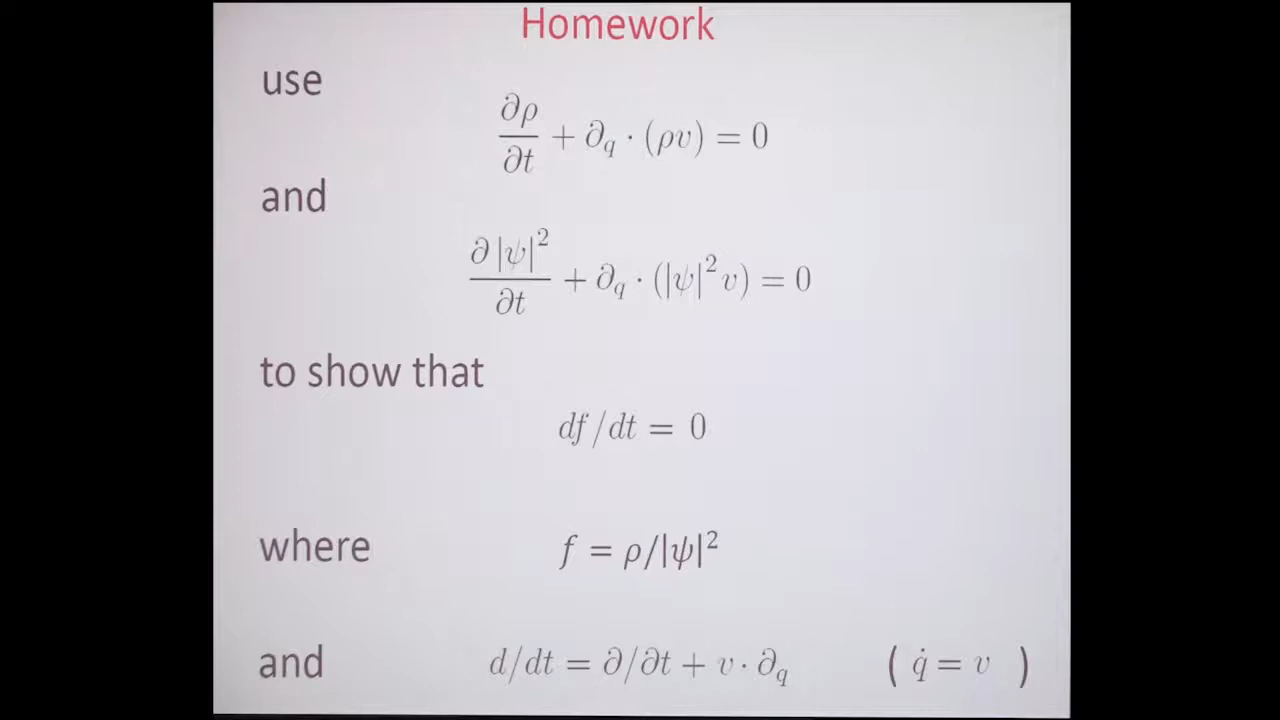 Homework
use
∂ρ/∂t + ∂_q · (ρv) = 0
and
∂|ψ|²/∂t + ∂_q · (|ψ|² v) = 0
to show that
df/dt = 0
where f = ρ/|ψ|²
and d/dt = ∂/∂t + v · ∂_q ( q̇ = v )